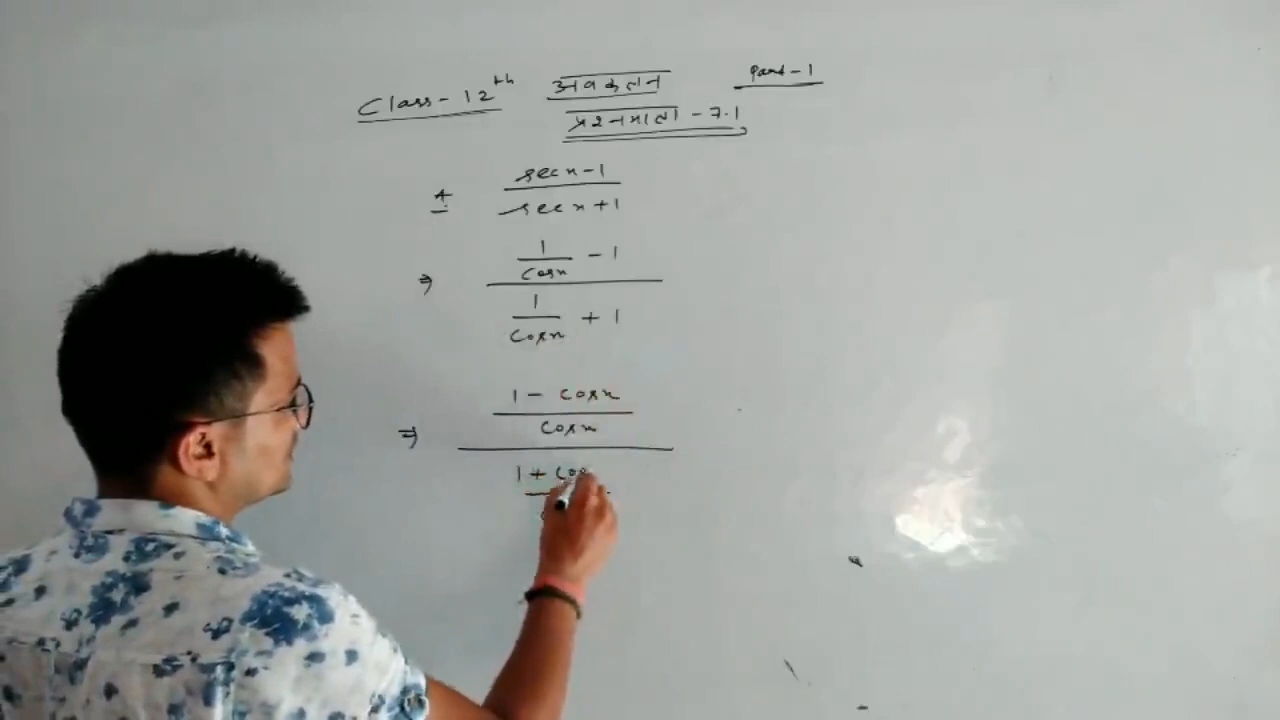 Class-12th अवकलन Part-1
प्रश्नमाला-7.1
4 sec x - 1
sec x + 1
⇒ 1
cos x - 1
1
cos x + 1
⇒ 1 - cos x
cos x
1 + cos